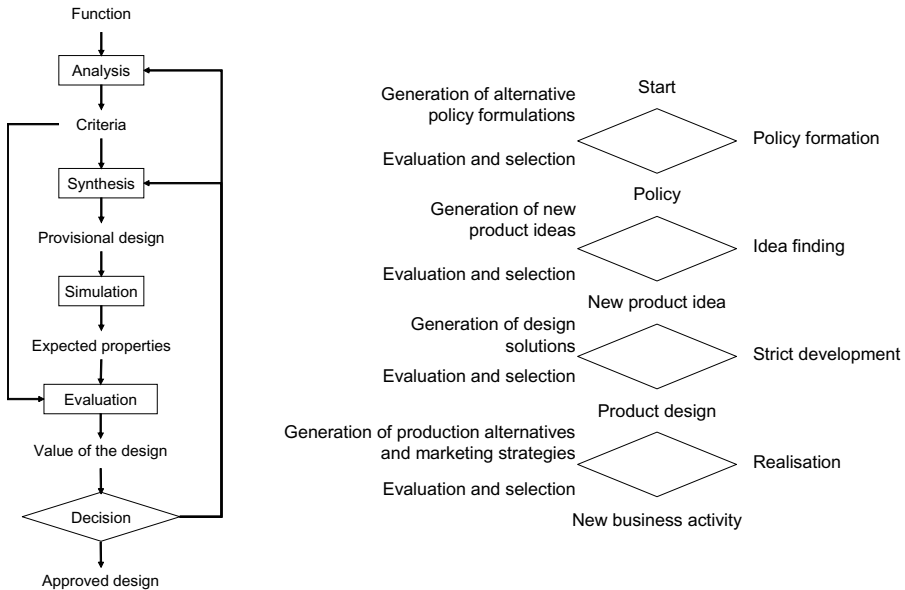 Function
Analysis
Criteria
Synthesis
Provisional design
Simulation
Expected properties
Evaluation
Value of the design
Decision
Approved design
Start
Generation of alternative
policy formulations
Policy formation
Evaluation and selection
Policy
Generation of new
product ideas
Idea finding
Evaluation and selection
New product idea
Generation of design
solutions
Strict development
Evaluation and selection
Product design
Generation of production alternatives
and marketing strategies
Realisation
Evaluation and selection
New business activity